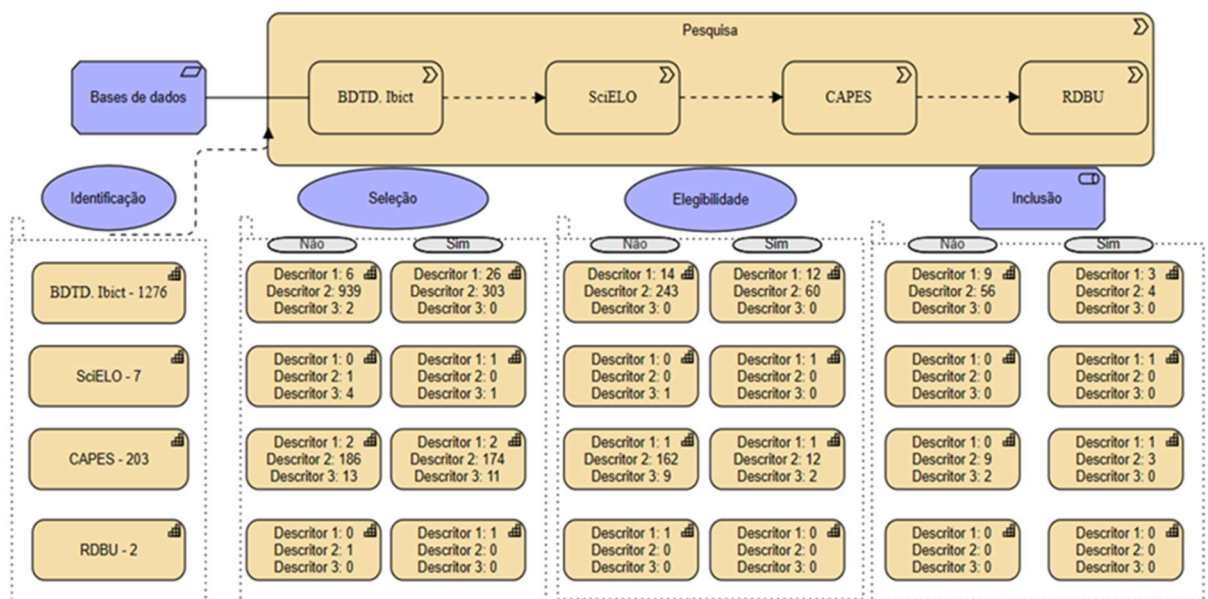 Pesquisa
Bases de dados
BDTD. Ibict
SciELO
CAPES
RDBU
Identificação
Seleção
Elegibilidade
Inclusão
Não
Sim
Não
Sim
Não
Sim
BDTD. Ibict - 1276
Descritor 1: 6
Descritor 2: 939
Descritor 3: 2
Descritor 1: 26
Descritor 2: 303
Descritor 3: 0
Descritor 1: 14
Descritor 2: 243
Descritor 3: 0
Descritor 1: 12
Descritor 2: 60
Descritor 3: 0
Descritor 1: 9
Descritor 2: 56
Descritor 3: 0
Descritor 1: 3
Descritor 2: 4
Descritor 3: 0
SciELO - 7
Descritor 1: 0
Descritor 2: 1
Descritor 3: 4
Descritor 1: 1
Descritor 2: 0
Descritor 3: 1
Descritor 1: 0
Descritor 2: 0
Descritor 3: 1
Descritor 1: 1
Descritor 2: 0
Descritor 3: 0
Descritor 1: 0
Descritor 2: 0
Descritor 3: 0
Descritor 1: 1
Descritor 2: 0
Descritor 3: 0
CAPES - 203
Descritor 1: 2
Descritor 2: 186
Descritor 3: 13
Descritor 1: 2
Descritor 2: 174
Descritor 3: 11
Descritor 1: 1
Descritor 2: 162
Descritor 3: 9
Descritor 1: 1
Descritor 2: 12
Descritor 3: 2
Descritor 1: 0
Descritor 2: 9
Descritor 3: 2
Descritor 1: 1
Descritor 2: 3
Descritor 3: 0
RDBU - 2
Descritor 1: 0
Descritor 2: 1
Descritor 3: 0
Descritor 1: 1
Descritor 2: 0
Descritor 3: 0
Descritor 1: 1
Descritor 2: 0
Descritor 3: 0
Descritor 1: 0
Descritor 2: 0
Descritor 3: 0
Descritor 1: 0
Descritor 2: 0
Descritor 3: 0
Descritor 1: 0
Descritor 2: 0
Descritor 3: 0